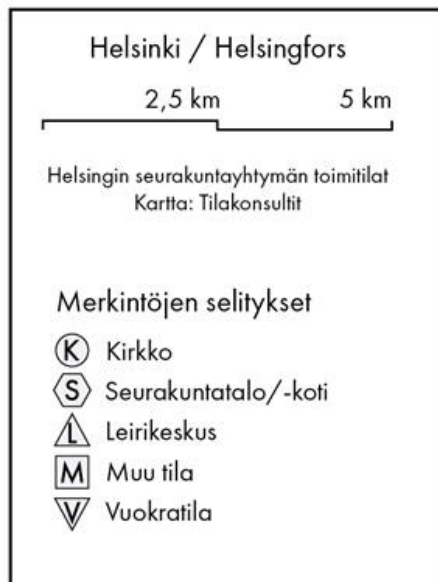 Helsinki / Helsingfors
2,5 km 5 km
Helsingin seurakuntayhtymän toimitilat
Kartta: Tilakonsultit
Merkintöjen selitykset
K Kirkko
S Seurakuntatalo/-koti
L Leirikeskus
M Muu tila
V Vuokratila